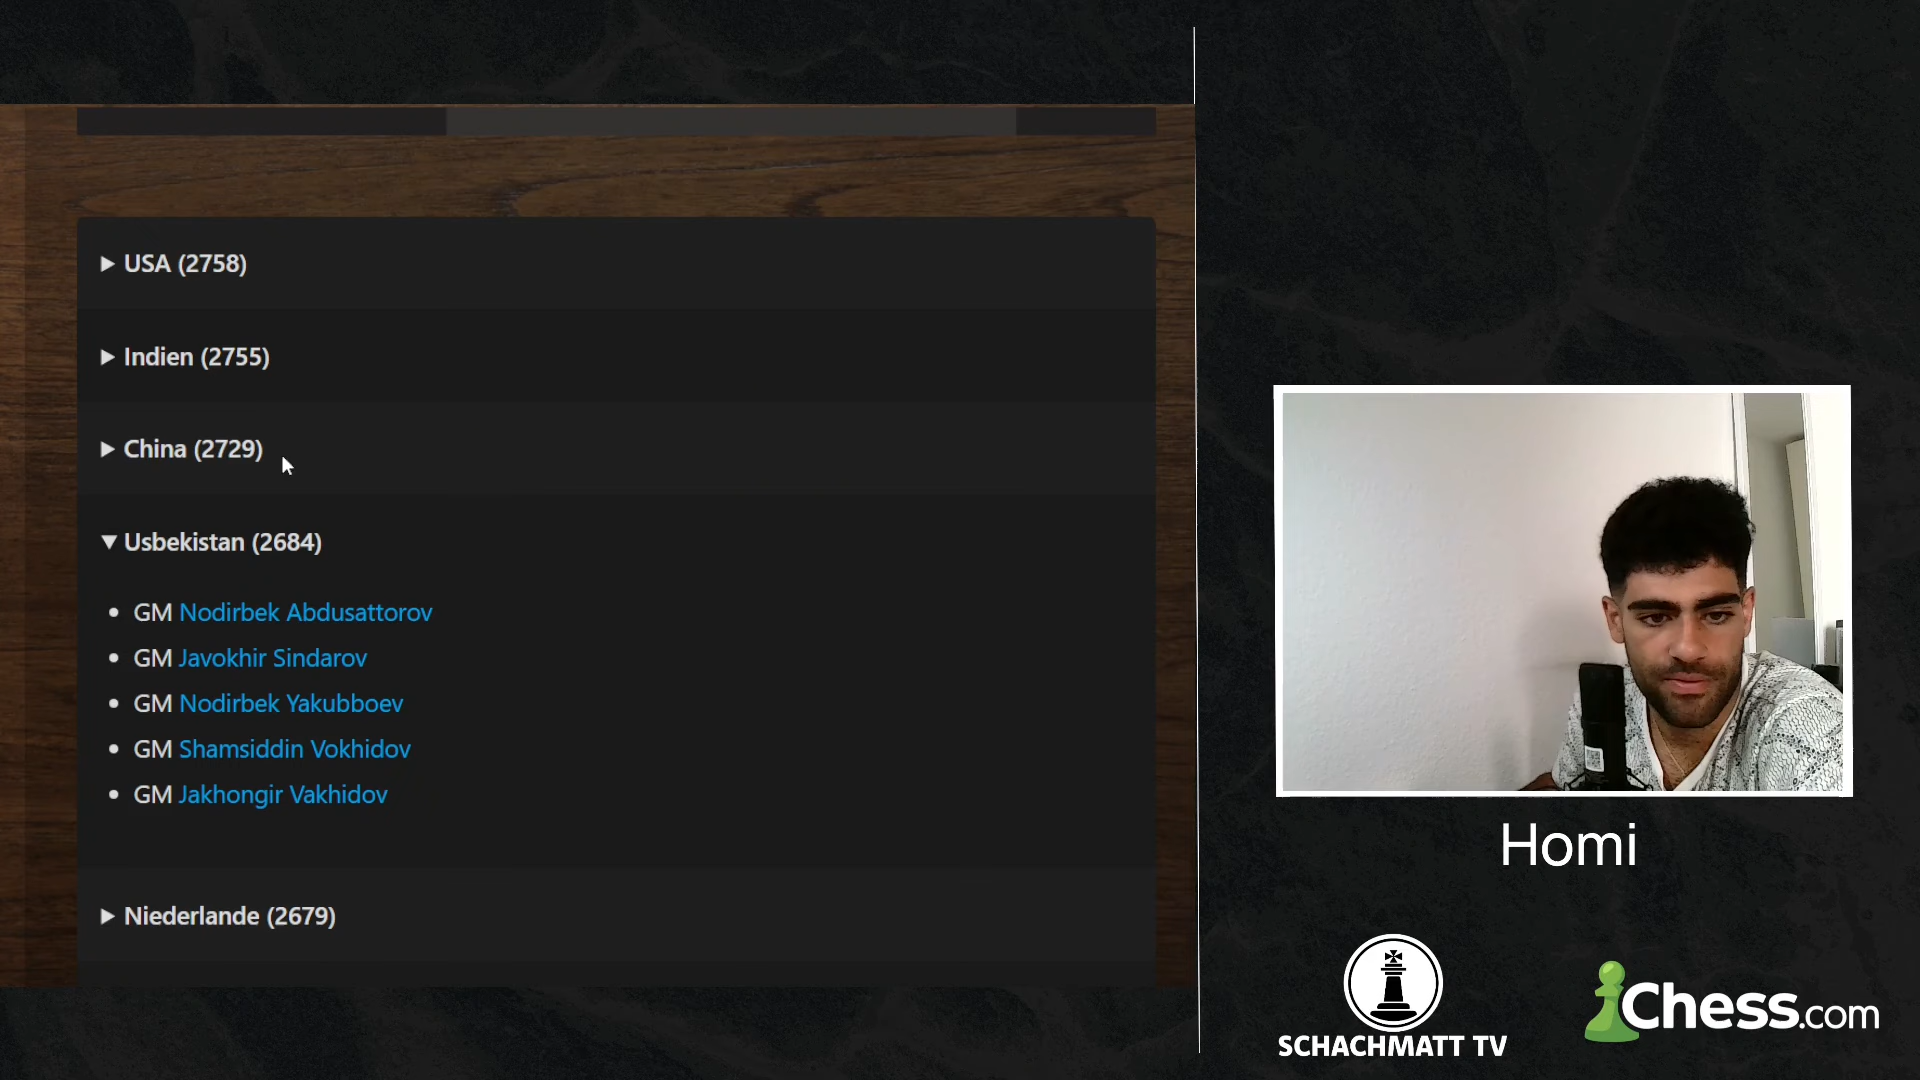 ▶ USA (2758)
▶ Indien (2755)
▶ China (2729)
▼ Usbekistan (2684)
• GM Nodirbek Abdusattorov
• GM Javokhir Sindarov
• GM Nodirbek Yakubboev
• GM Shamsiddin Vokhidov
• GM Jakhongir Vakhidov
▶ Niederlande (2679)
Homi
SCHACHMATT TV
Chess.com